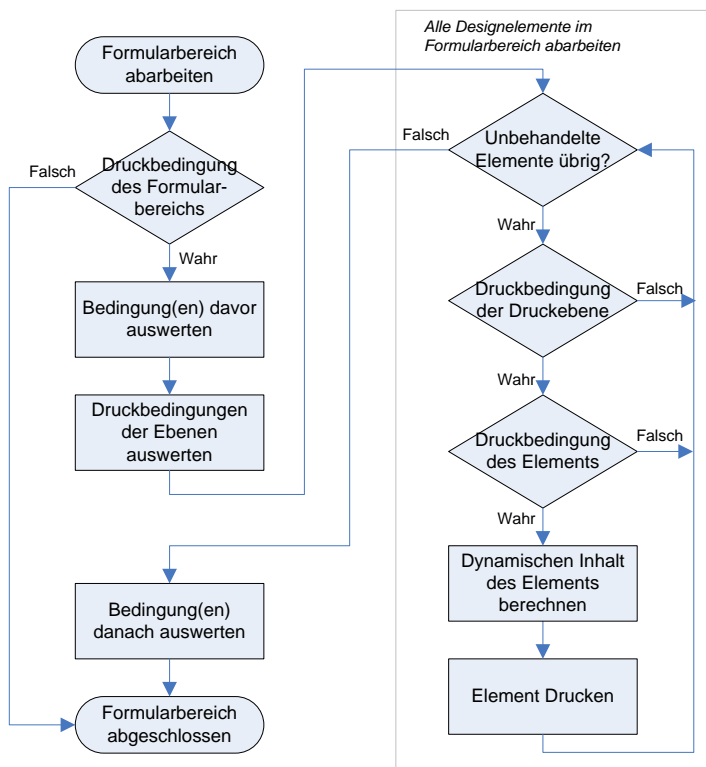 Formularbereich
abarbeiten
Falsch
Druckbedingung
des Formular-
bereichs
Wahr
Bedingung(en) davor
auswerten
Druckbedingungen
der Ebenen
auswerten
Bedingung(en)
danach auswerten
Formularbereich
abgeschlossen
Alle Designelemente im
Formularbereich abarbeiten
Falsch
Unbehandelte
Elemente übrig?
Wahr
Druckbedingung
der Druckebene
Falsch
Wahr
Druckbedingung
des Elements
Falsch
Wahr
Dynamischen Inhalt
des Elements
berechnen
Element Drucken